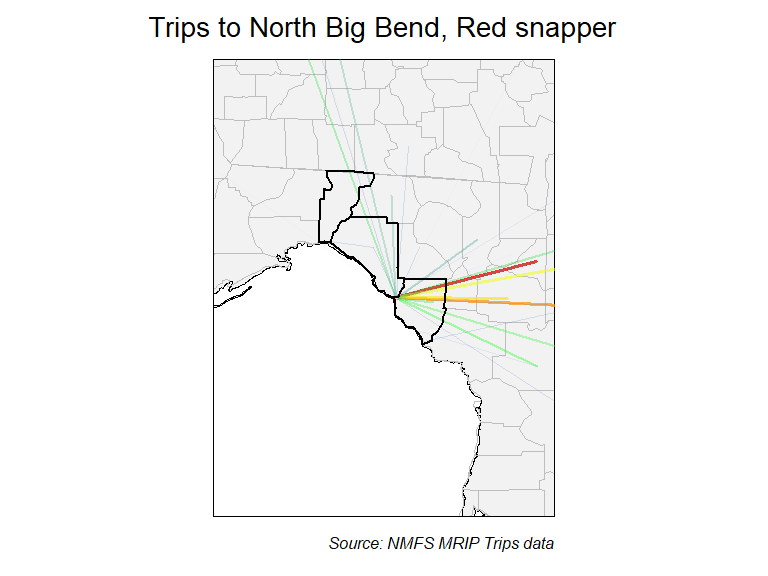 Trips to North Big Bend, Red snapper
Source: NMFS MRIP Trips data